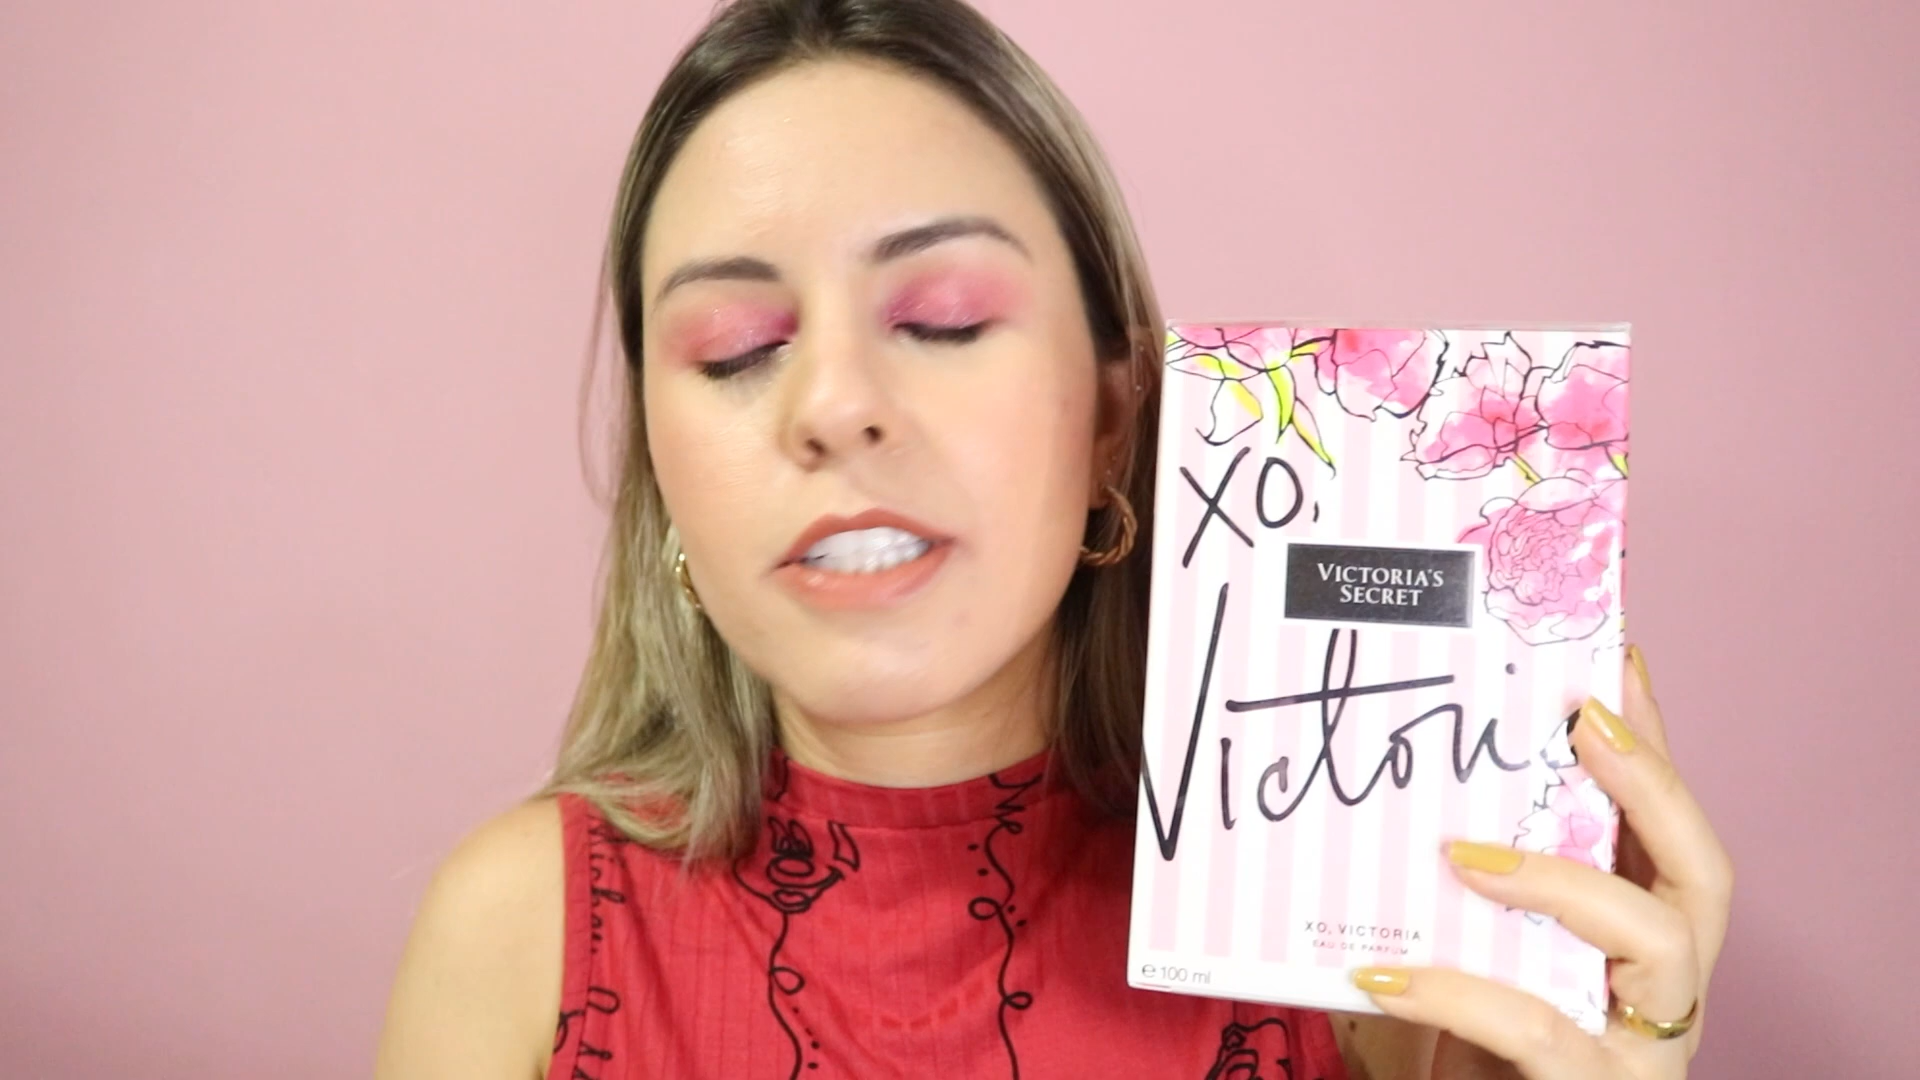 XO,
VICTORIA'S
SECRET
Victoria
XO, VICTORIA
EAU DE PARFUM
e 100 ml